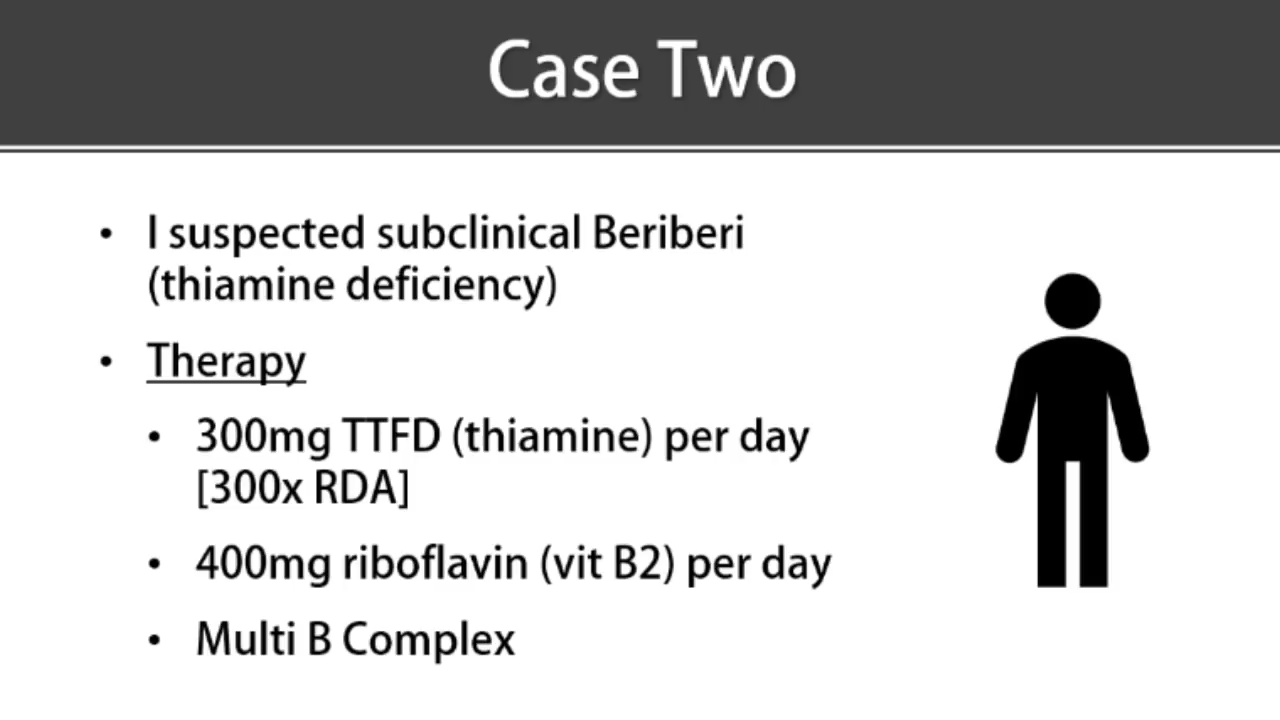 Case Two
• I suspected subclinical Beriberi
(thiamine deficiency)
• Therapy
• 300mg TTFD (thiamine) per day
[300x RDA]
• 400mg riboflavin (vit B2) per day
• Multi B Complex